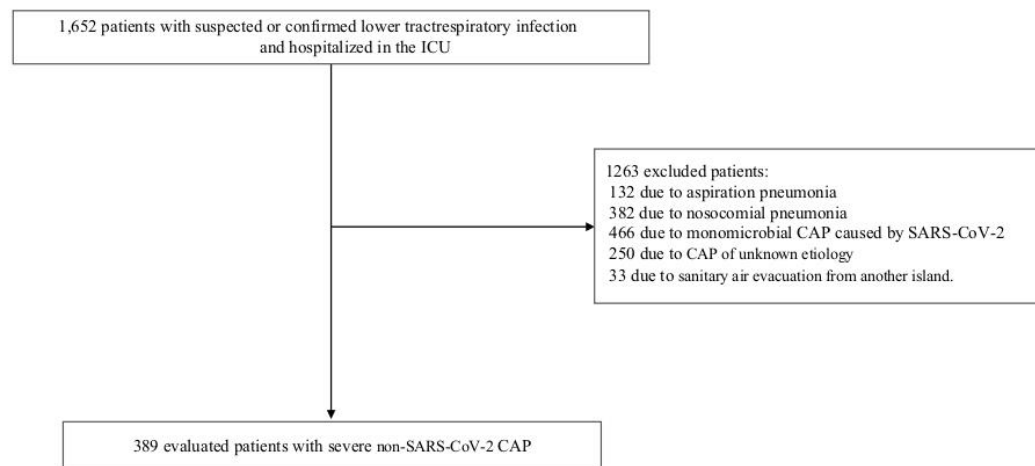 1,652 patients with suspected or confirmed lower tractrespiratory infection
and hospitalized in the ICU
1263 excluded patients:
132 due to aspiration pneumonia
382 due to nosocomial pneumonia
466 due to monomicrobial CAP caused by SARS-CoV-2
250 due to CAP of unknown etiology
33 due to sanitary air evacuation from another island.
389 evaluated patients with severe non-SARS-CoV-2 CAP